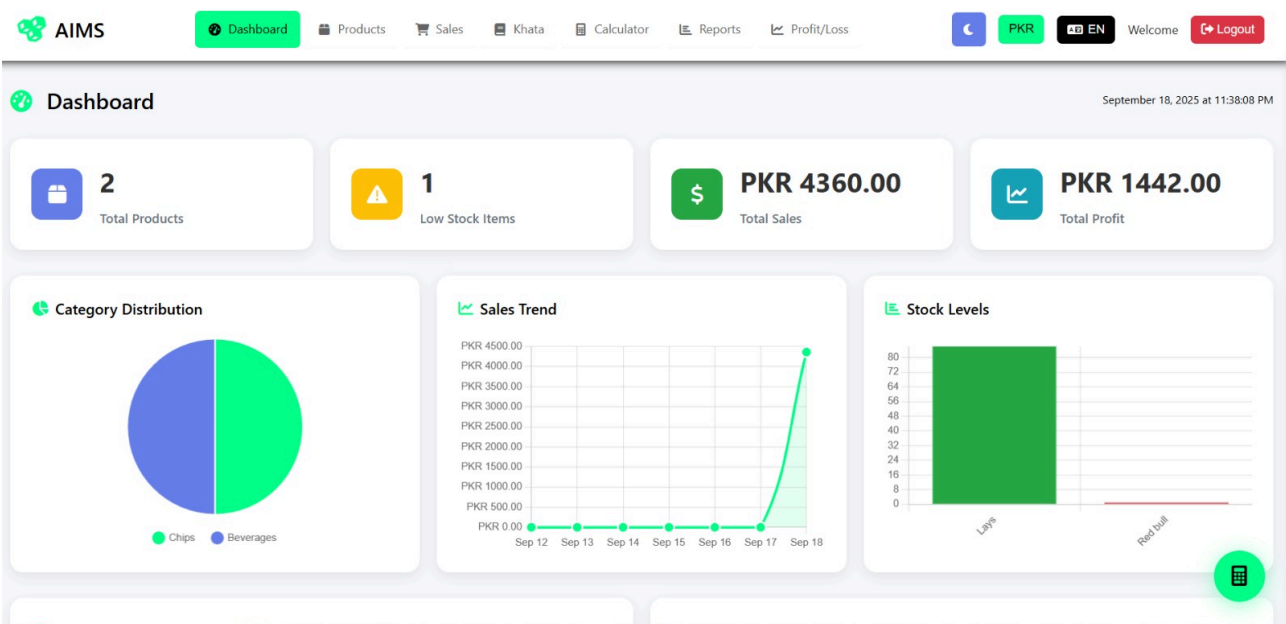 AIMS
Dashboard Products Sales Khata Calculator Reports Profit/Loss
PKR EN Welcome Logout
Dashboard
September 18, 2025 at 11:38:08 PM
2
Total Products
1
Low Stock Items
PKR 4360.00
Total Sales
PKR 1442.00
Total Profit
Category Distribution
Chips Beverages
Sales Trend
PKR 4500.00
PKR 4000.00
PKR 3500.00
PKR 3000.00
PKR 2500.00
PKR 2000.00
PKR 1500.00
PKR 1000.00
PKR 500.00
PKR 0.00
Sep 12 Sep 13 Sep 14 Sep 15 Sep 16 Sep 17 Sep 18
Stock Levels
80
72
64
56
48
40
32
24
16
8
0
Lays Red bull